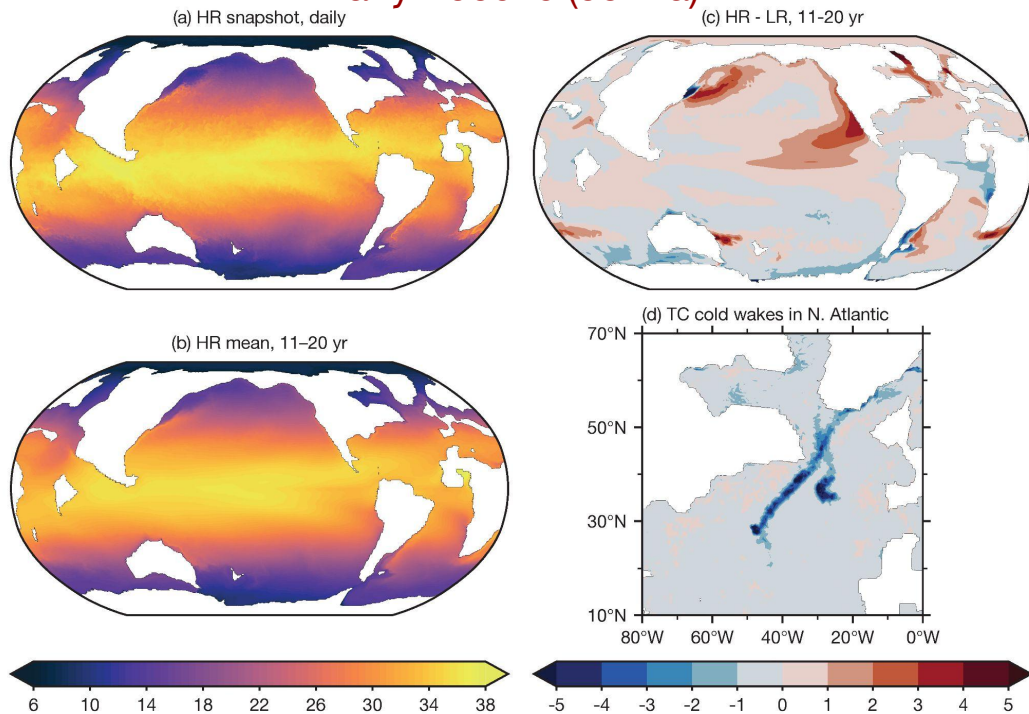 (a) HR snapshot, daily
(c) HR - LR, 11-20 yr
(b) HR mean, 11–20 yr
(d) TC cold wakes in N. Atlantic
70°N
50°N
30°N
10°N
80°W 60°W 40°W 20°W 0°W
6 10 14 18 22 26 30 34 38
-5 -4 -3 -2 -1 0 1 2 3 4 5